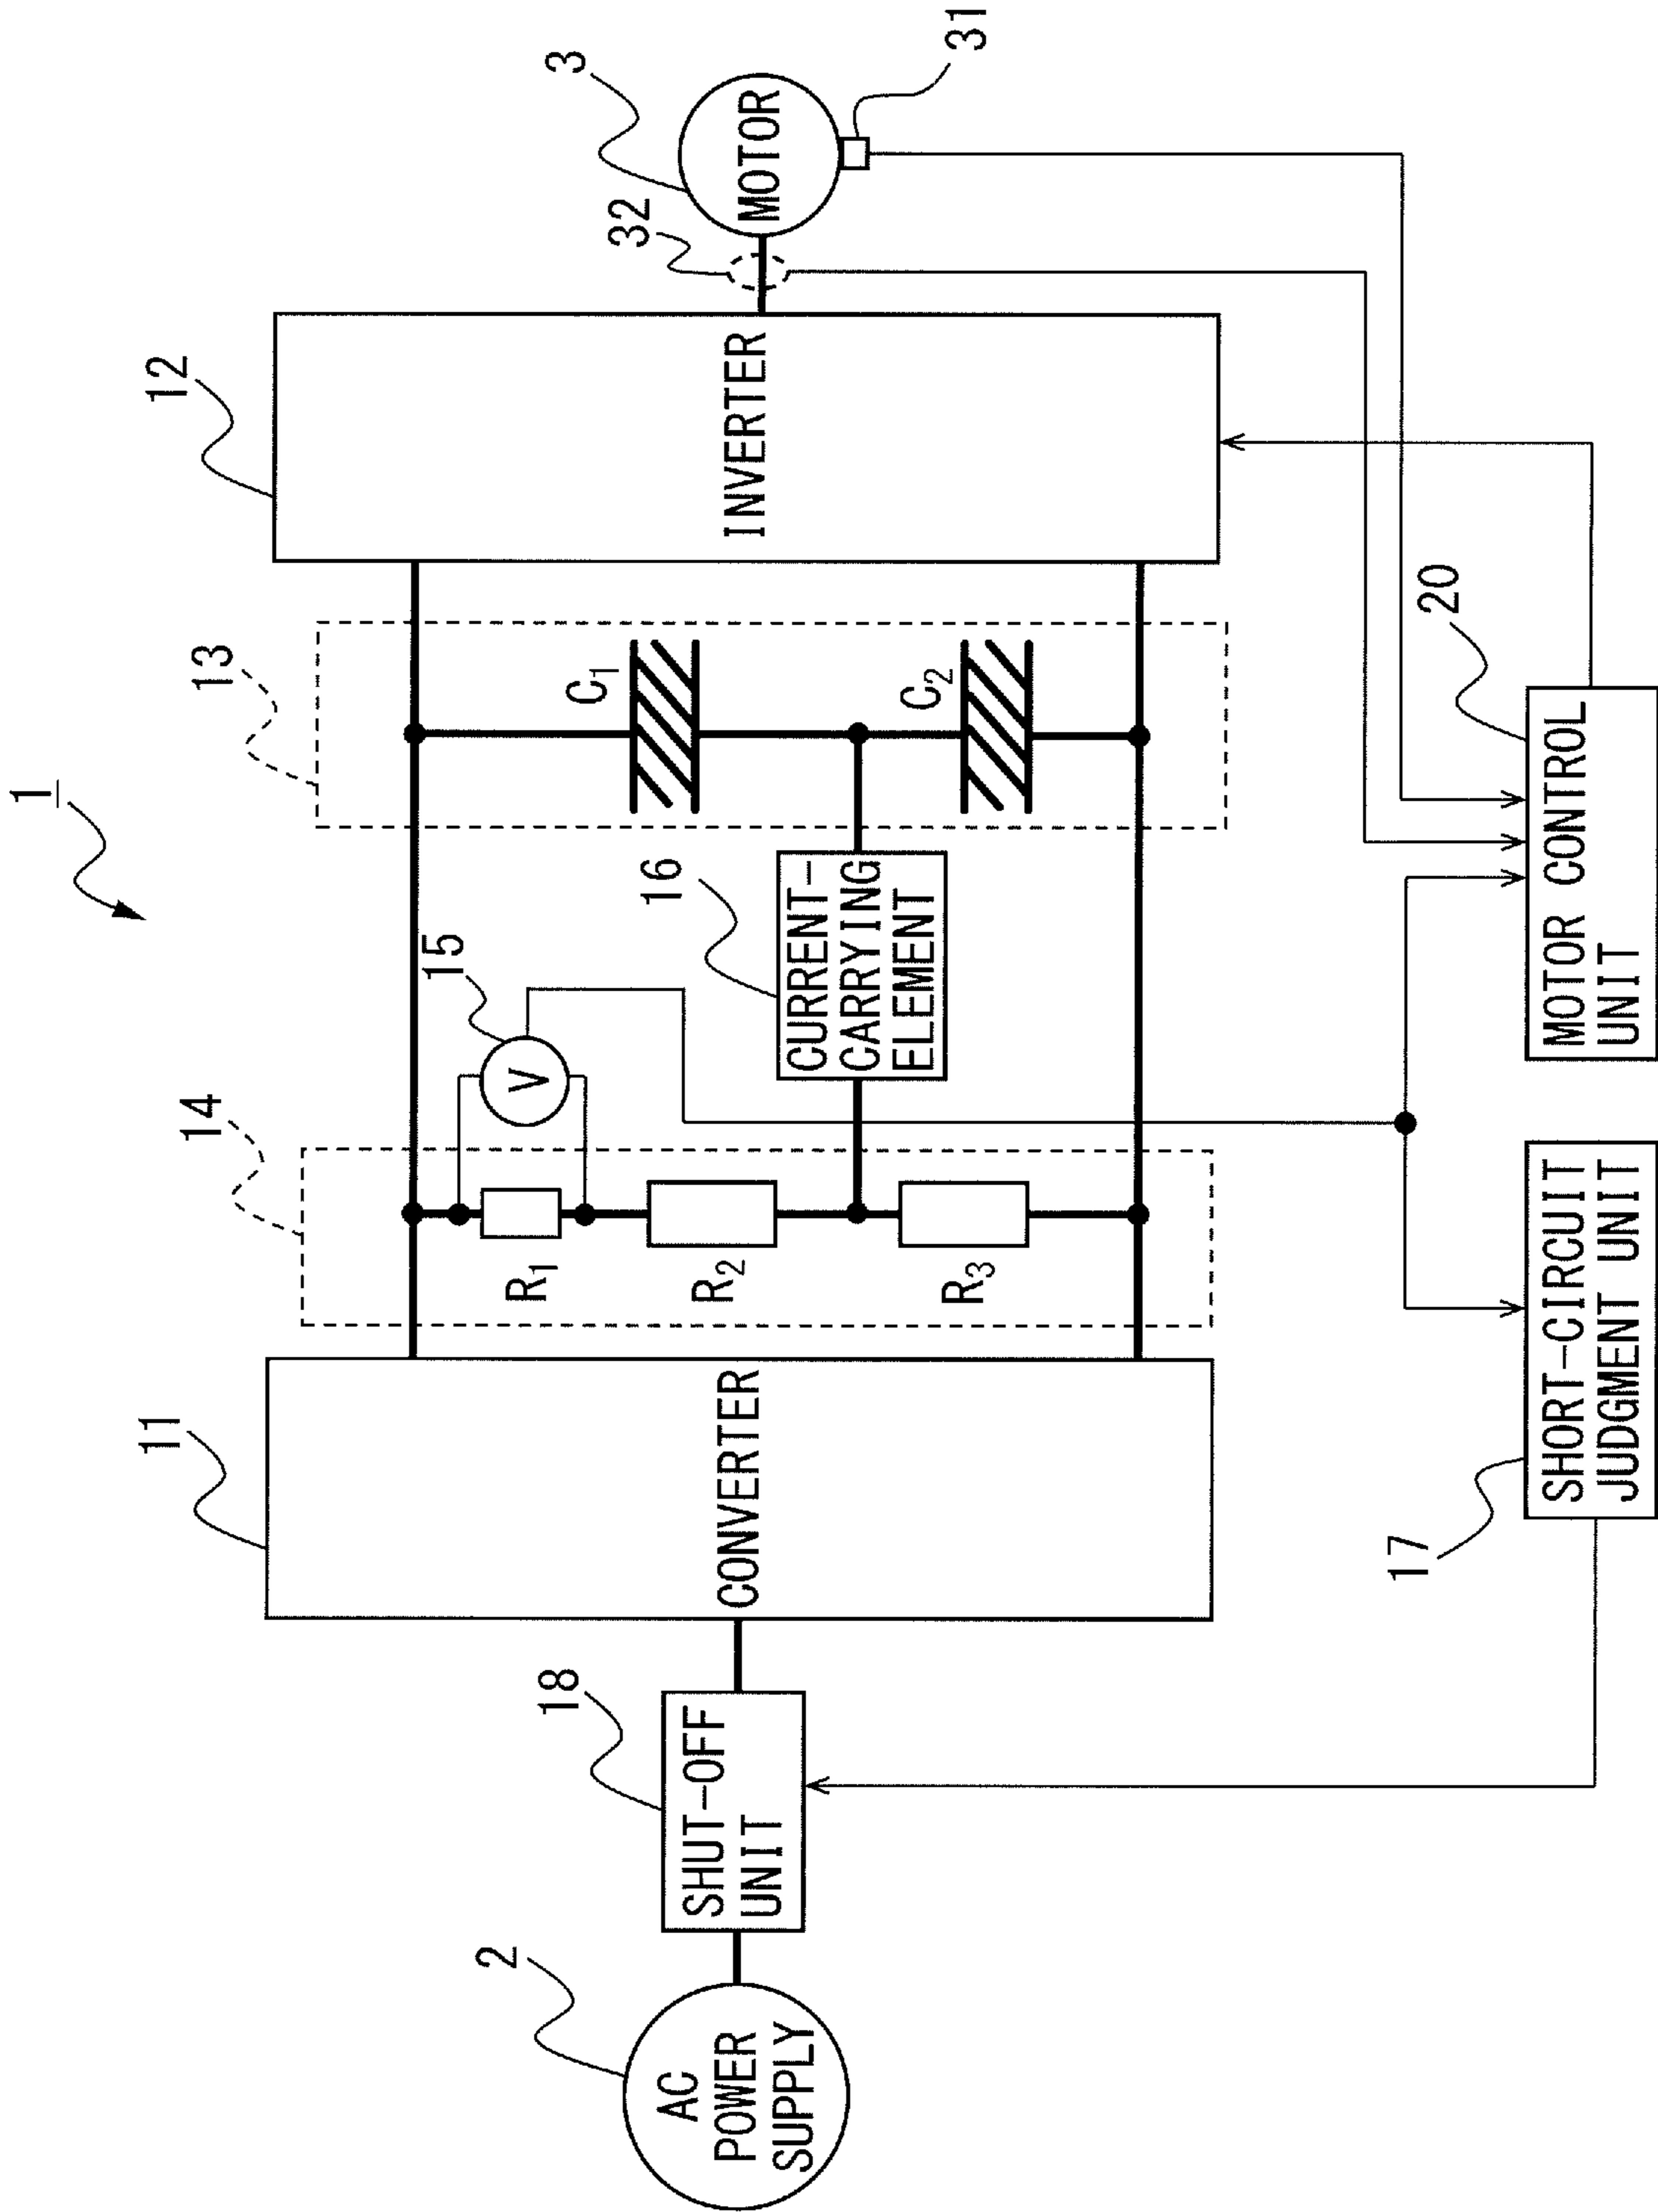 1
11
14
15
13
12
3
32
2
18
16
31
AC
POWER
SUPPLY
SHUT-OFF
UNIT
CONVERTER
R1
R2
R3
V
CURRENT-
CARRYING
ELEMENT
C1
C2
INVERTER
MOTOR
17
SHORT-CIRCUIT
JUDGMENT UNIT
20
MOTOR CONTROL
UNIT